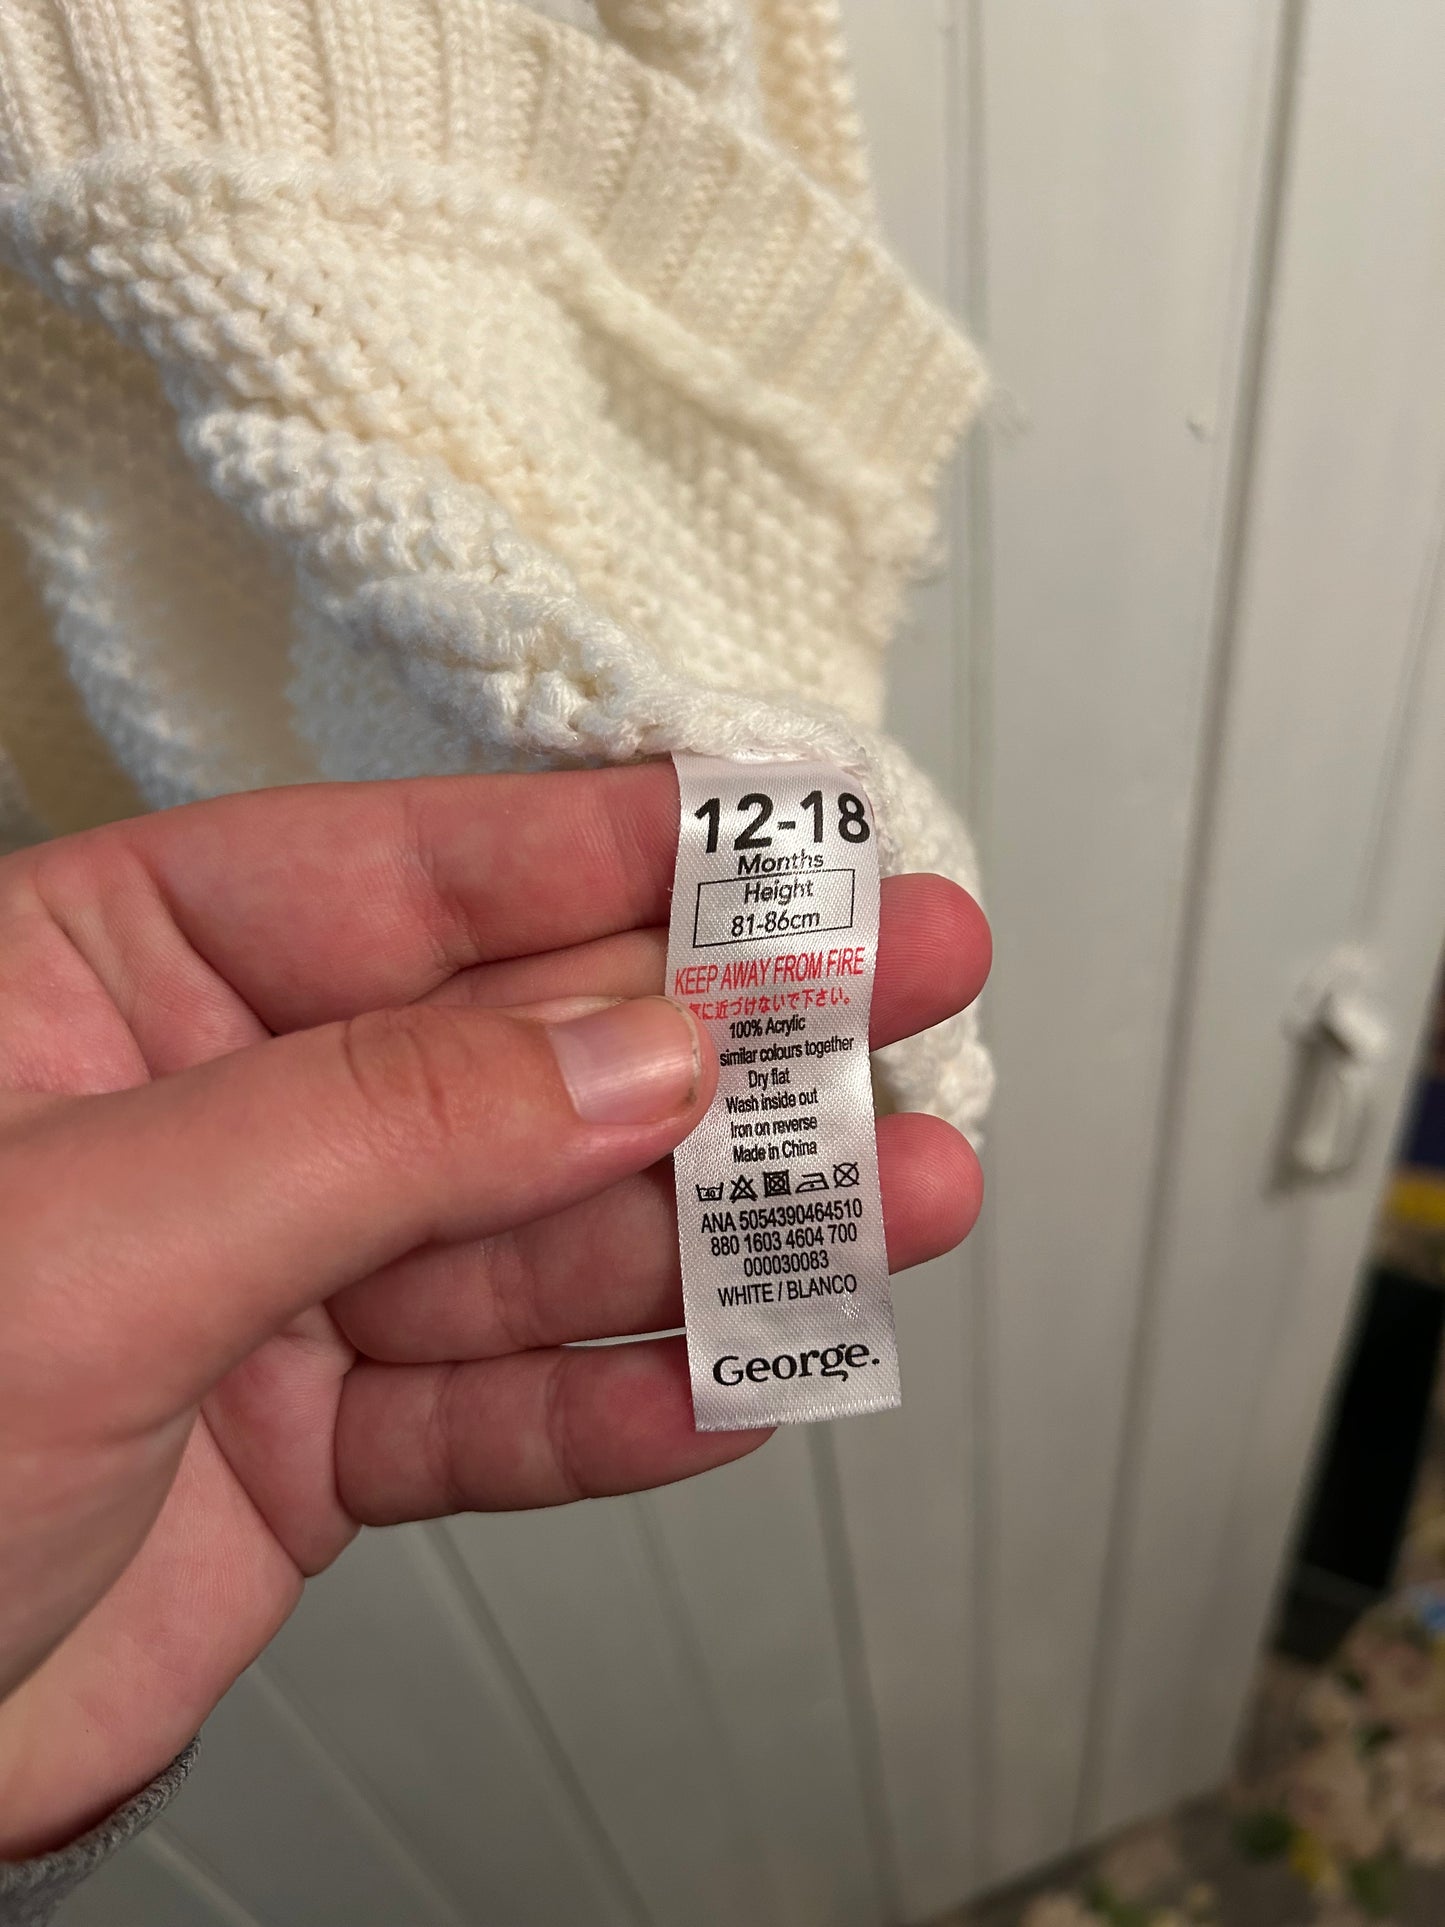 12-18
Months
Height
81-86cm
KEEP AWAY FROM FIRE
に近づけないで下さい。
100% Acrylic
similar colours together
Dry flat
Wash inside out
Iron on reverse
Made in China
40
ANA 5054390464510
880 1603 4604 700
000030083
WHITE / BLANCO
George.